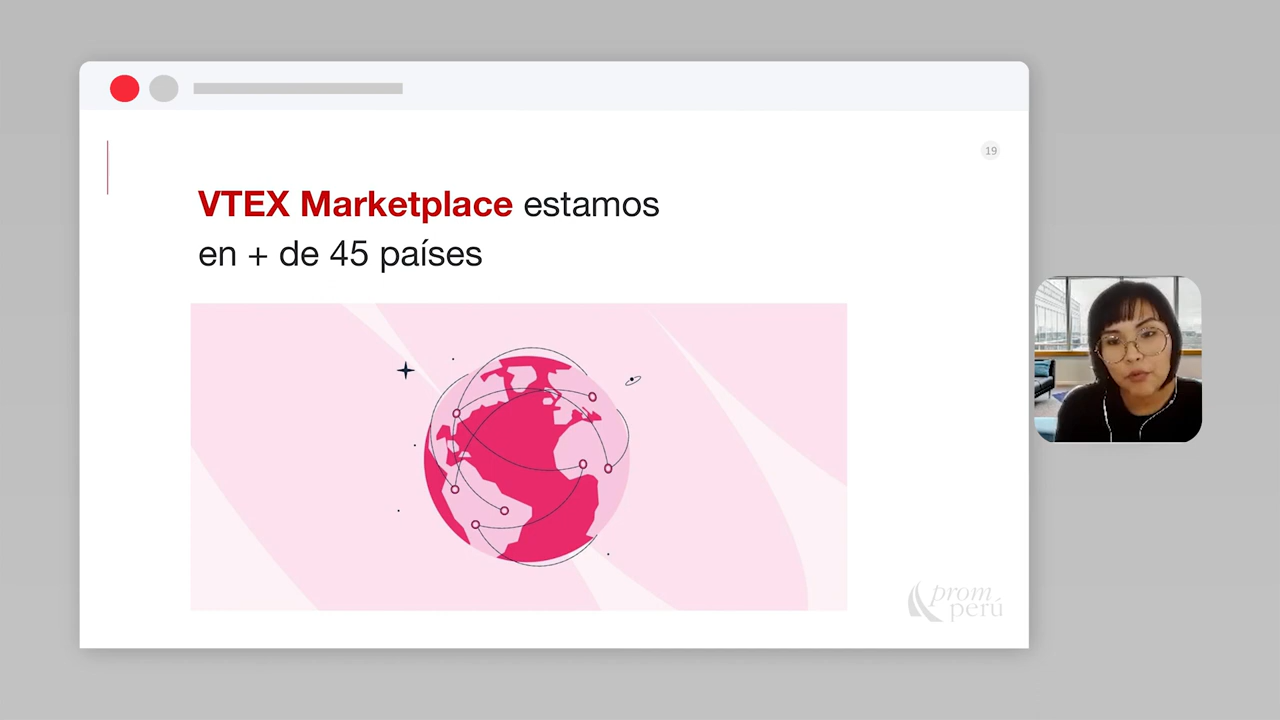 19
VTEX Marketplace estamos
en + de 45 países
prom
perú